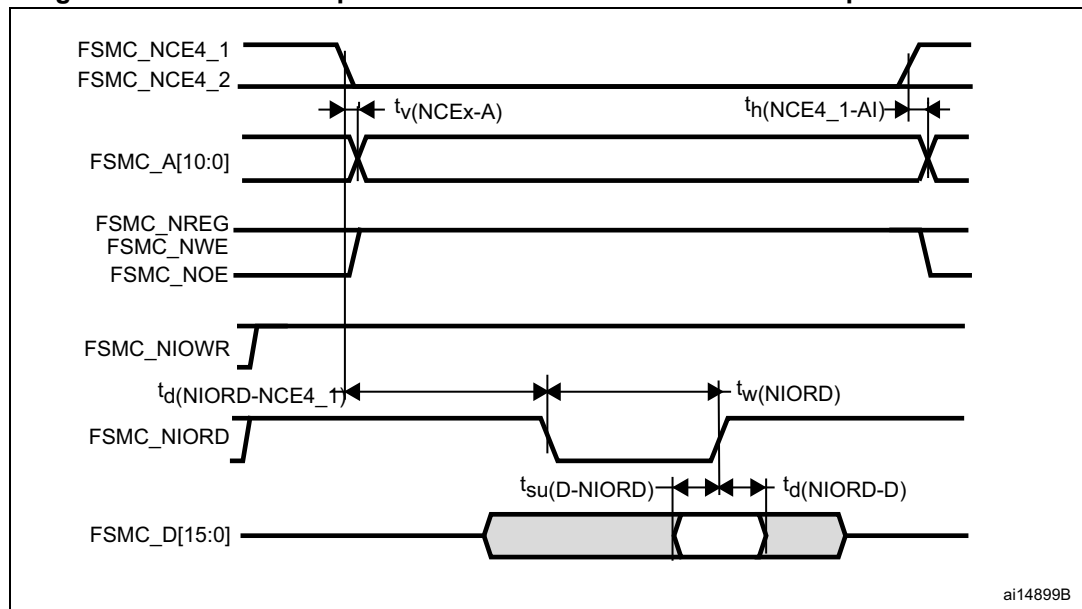 FSMC_NCE4_1
FSMC_NCE4_2
tv(NCEx-A)
th(NCE4_1-AI)
FSMC_A[10:0]
FSMC_NREG
FSMC_NWE
FSMC_NOE
FSMC_NIOWR
td(NIORD-NCE4_1)
tw(NIORD)
FSMC_NIORD
tsu(D-NIORD)
td(NIORD-D)
FSMC_D[15:0]
ai14899B